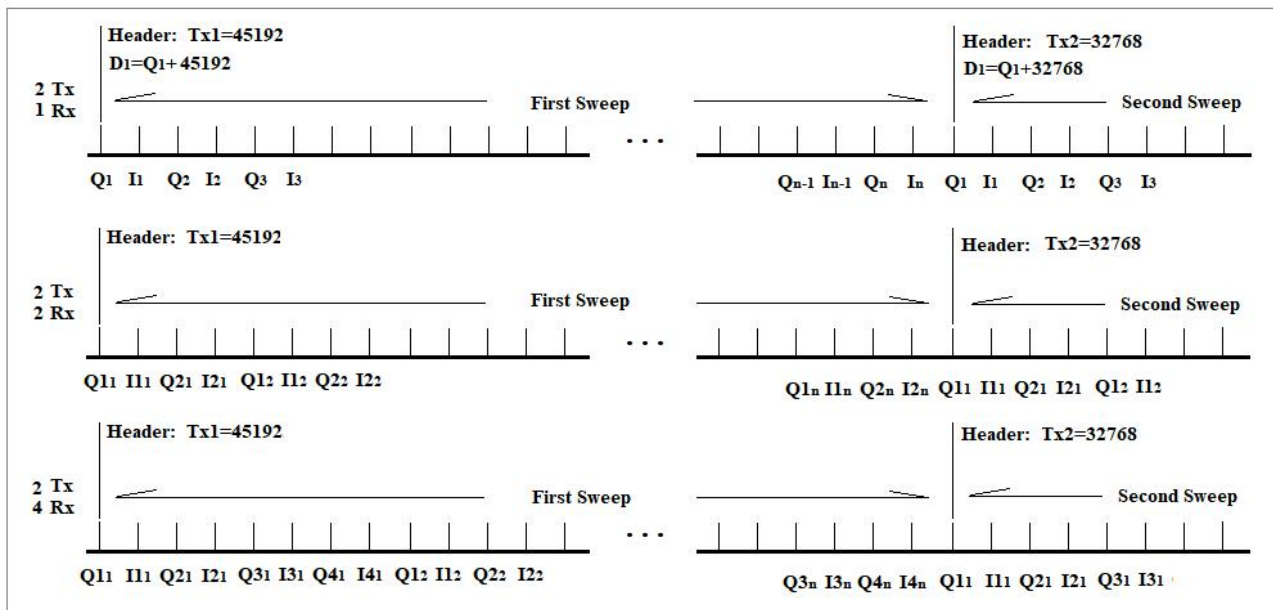 Header: Tx1=45192
D1=Q1+45192
Header: Tx2=32768
D1=Q1+32768
2 Tx
1 Rx
First Sweep
Second Sweep
. . .
Q1 I1 Q2 I2 Q3 I3
Qn-1 In-1 Qn In Q1 I1 Q2 I2 Q3 I3
Header: Tx1=45192
Header: Tx2=32768
2 Tx
2 Rx
First Sweep
Second Sweep
. . .
Q11 I11 Q21 I21 Q12 I12 Q22 I22
Q1n I1n Q2n I2n Q11 I11 Q21 I21 Q12 I12
Header: Tx1=45192
Header: Tx2=32768
2 Tx
4 Rx
First Sweep
Second Sweep
. . .
Q11 I11 Q21 I21 Q31 I31 Q41 I41 Q12 I12 Q22 I22
Q3n I3n Q4n I4n Q11 I11 Q21 I21 Q31 I31